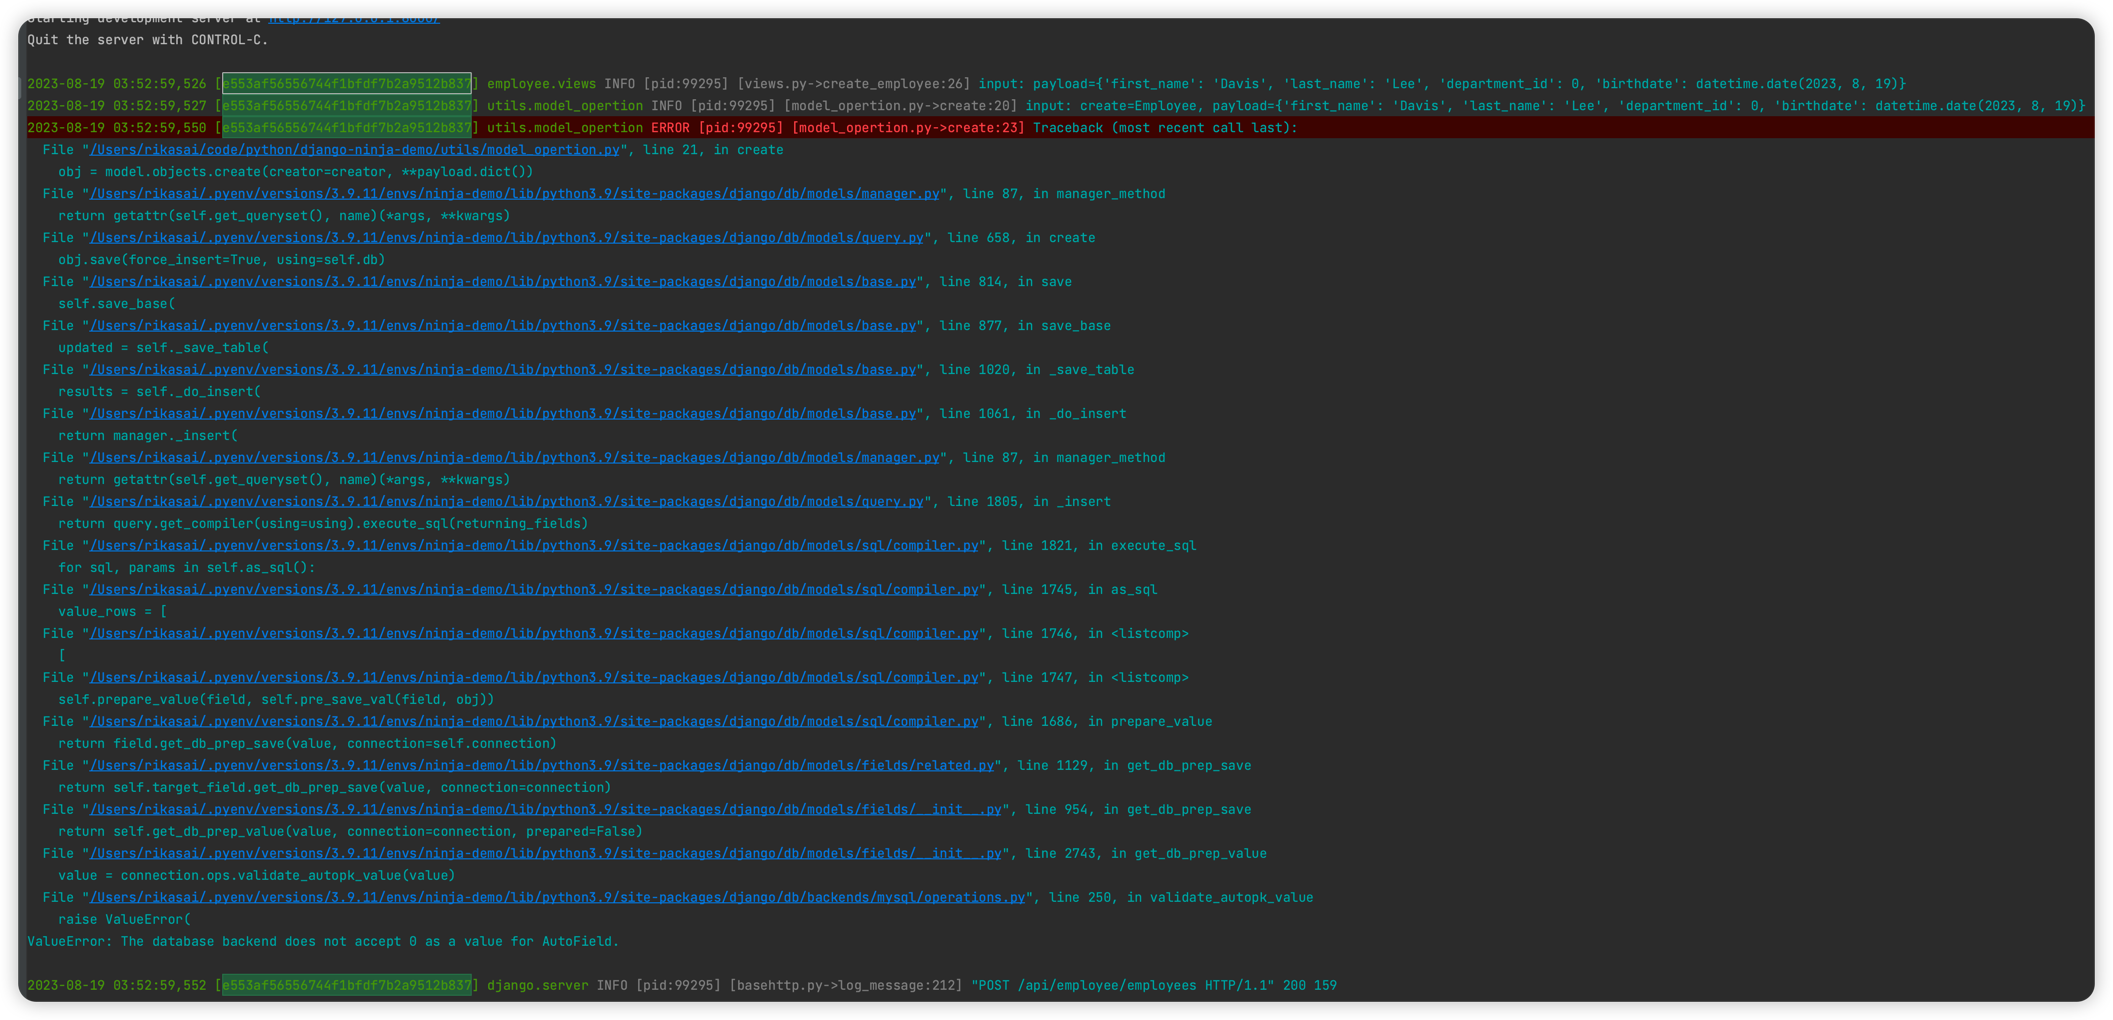 Starting development server at http://127.0.0.1:8000/
Quit the server with CONTROL-C.
2023-08-19 03:52:59,526 [e553af56556744f1bfdf7b2a9512b837] employee.views INFO [pid:99295] [views.py->create_employee:26] input: payload={'first_name': 'Davis', 'last_name': 'Lee', 'department_id': 0, 'birthdate': datetime.date(2023, 8, 19)}
2023-08-19 03:52:59,527 [e553af56556744f1bfdf7b2a9512b837] utils.model_opertion INFO [pid:99295] [model_opertion.py->create:20] input: create=Employee, payload={'first_name': 'Davis', 'last_name': 'Lee', 'department_id': 0, 'birthdate': datetime.date(2023, 8, 19)}
2023-08-19 03:52:59,550 [e553af56556744f1bfdf7b2a9512b837] utils.model_opertion ERROR [pid:99295] [model_opertion.py->create:23] Traceback (most recent call last):
File "/Users/rikasai/code/python/django-ninja-demo/utils/model_opertion.py", line 21, in create
obj = model.objects.create(creator=creator, **payload.dict())
File "/Users/rikasai/.pyenv/versions/3.9.11/envs/ninja-demo/lib/python3.9/site-packages/django/db/models/manager.py", line 87, in manager_method
return getattr(self.get_queryset(), name)(*args, **kwargs)
File "/Users/rikasai/.pyenv/versions/3.9.11/envs/ninja-demo/lib/python3.9/site-packages/django/db/models/query.py", line 658, in create
obj.save(force_insert=True, using=self.db)
File "/Users/rikasai/.pyenv/versions/3.9.11/envs/ninja-demo/lib/python3.9/site-packages/django/db/models/base.py", line 814, in save
self.save_base(
File "/Users/rikasai/.pyenv/versions/3.9.11/envs/ninja-demo/lib/python3.9/site-packages/django/db/models/base.py", line 877, in save_base
updated = self._save_table(
File "/Users/rikasai/.pyenv/versions/3.9.11/envs/ninja-demo/lib/python3.9/site-packages/django/db/models/base.py", line 1020, in _save_table
results = self._do_insert(
File "/Users/rikasai/.pyenv/versions/3.9.11/envs/ninja-demo/lib/python3.9/site-packages/django/db/models/base.py", line 1061, in _do_insert
return manager._insert(
File "/Users/rikasai/.pyenv/versions/3.9.11/envs/ninja-demo/lib/python3.9/site-packages/django/db/models/manager.py", line 87, in manager_method
return getattr(self.get_queryset(), name)(*args, **kwargs)
File "/Users/rikasai/.pyenv/versions/3.9.11/envs/ninja-demo/lib/python3.9/site-packages/django/db/models/query.py", line 1805, in _insert
return query.get_compiler(using=using).execute_sql(returning_fields)
File "/Users/rikasai/.pyenv/versions/3.9.11/envs/ninja-demo/lib/python3.9/site-packages/django/db/models/sql/compiler.py", line 1821, in execute_sql
for sql, params in self.as_sql():
File "/Users/rikasai/.pyenv/versions/3.9.11/envs/ninja-demo/lib/python3.9/site-packages/django/db/models/sql/compiler.py", line 1745, in as_sql
value_rows = [
File "/Users/rikasai/.pyenv/versions/3.9.11/envs/ninja-demo/lib/python3.9/site-packages/django/db/models/sql/compiler.py", line 1746, in <listcomp>
[
File "/Users/rikasai/.pyenv/versions/3.9.11/envs/ninja-demo/lib/python3.9/site-packages/django/db/models/sql/compiler.py", line 1747, in <listcomp>
self.prepare_value(field, self.pre_save_val(field, obj))
File "/Users/rikasai/.pyenv/versions/3.9.11/envs/ninja-demo/lib/python3.9/site-packages/django/db/models/sql/compiler.py", line 1686, in prepare_value
return field.get_db_prep_save(value, connection=self.connection)
File "/Users/rikasai/.pyenv/versions/3.9.11/envs/ninja-demo/lib/python3.9/site-packages/django/db/models/fields/related.py", line 1129, in get_db_prep_save
return self.target_field.get_db_prep_save(value, connection=connection)
File "/Users/rikasai/.pyenv/versions/3.9.11/envs/ninja-demo/lib/python3.9/site-packages/django/db/models/fields/__init__.py", line 954, in get_db_prep_save
return self.get_db_prep_value(value, connection=connection, prepared=False)
File "/Users/rikasai/.pyenv/versions/3.9.11/envs/ninja-demo/lib/python3.9/site-packages/django/db/models/fields/__init__.py", line 2743, in get_db_prep_value
value = connection.ops.validate_autopk_value(value)
File "/Users/rikasai/.pyenv/versions/3.9.11/envs/ninja-demo/lib/python3.9/site-packages/django/db/backends/mysql/operations.py", line 250, in validate_autopk_value
raise ValueError(
ValueError: The database backend does not accept 0 as a value for AutoField.
2023-08-19 03:52:59,552 [e553af56556744f1bfdf7b2a9512b837] django.server INFO [pid:99295] [basehttp.py->log_message:212] "POST /api/employee/employees HTTP/1.1" 200 159